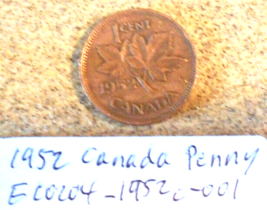 1 CENT
1952
CANADA
1952 Canada Penny
EC0204-1952c-001